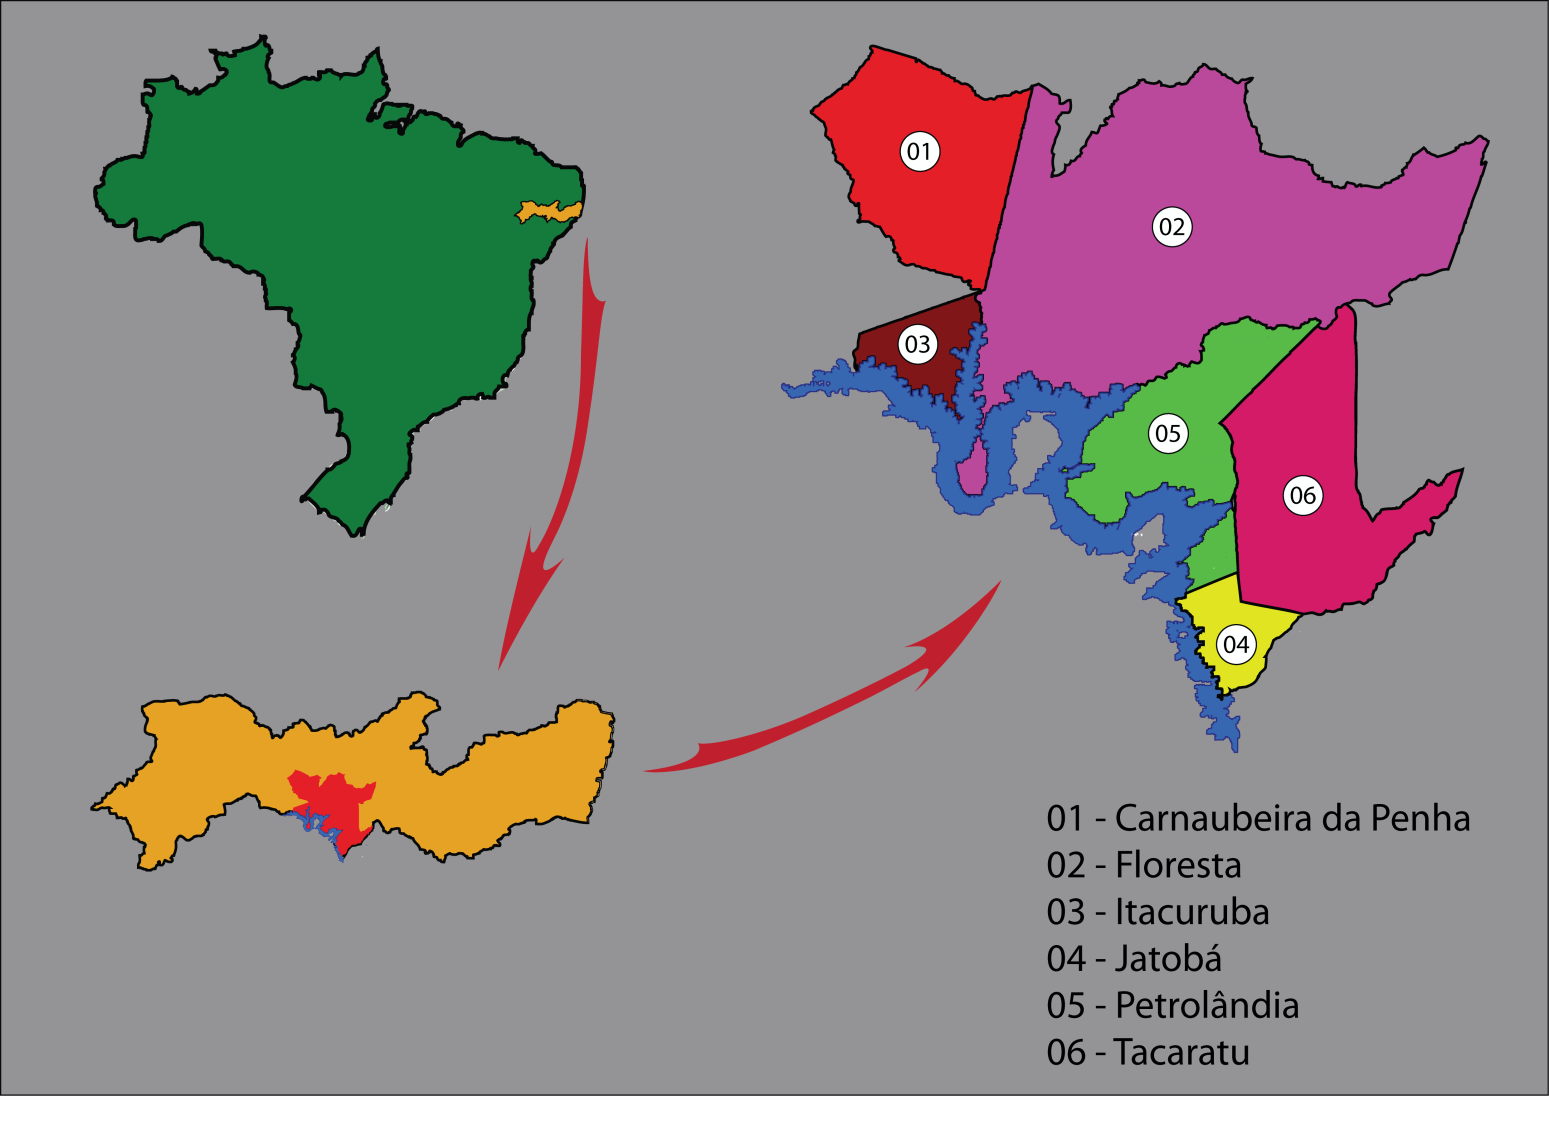 01
02
03
05
06
04
01 - Carnaubeira da Penha
02 - Floresta
03 - Itacuruba
04 - Jatobá
05 - Petrolândia
06 - Tacaratu